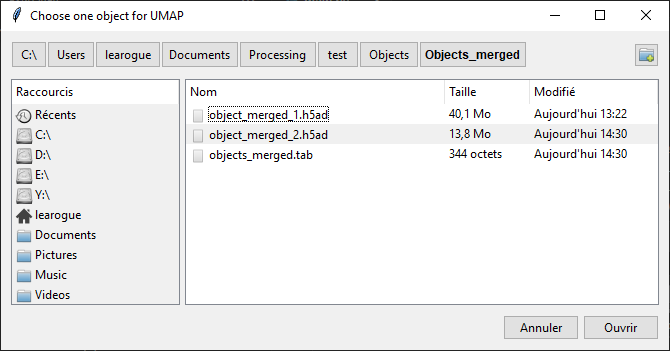 Choose one object for UMAP
C:\ Users learogue Documents Processing test Objects Objects_merged
Raccourcis
Récents
C:\
D:\
E:\
Y:\
learogue
Documents
Pictures
Music
Videos
Nom Taille Modifié
object_merged_1.h5ad 40,1 Mo Aujourd'hui 13:22
object_merged_2.h5ad 13,8 Mo Aujourd'hui 14:30
objects_merged.tab 344 octets Aujourd'hui 14:30
Annuler Ouvrir